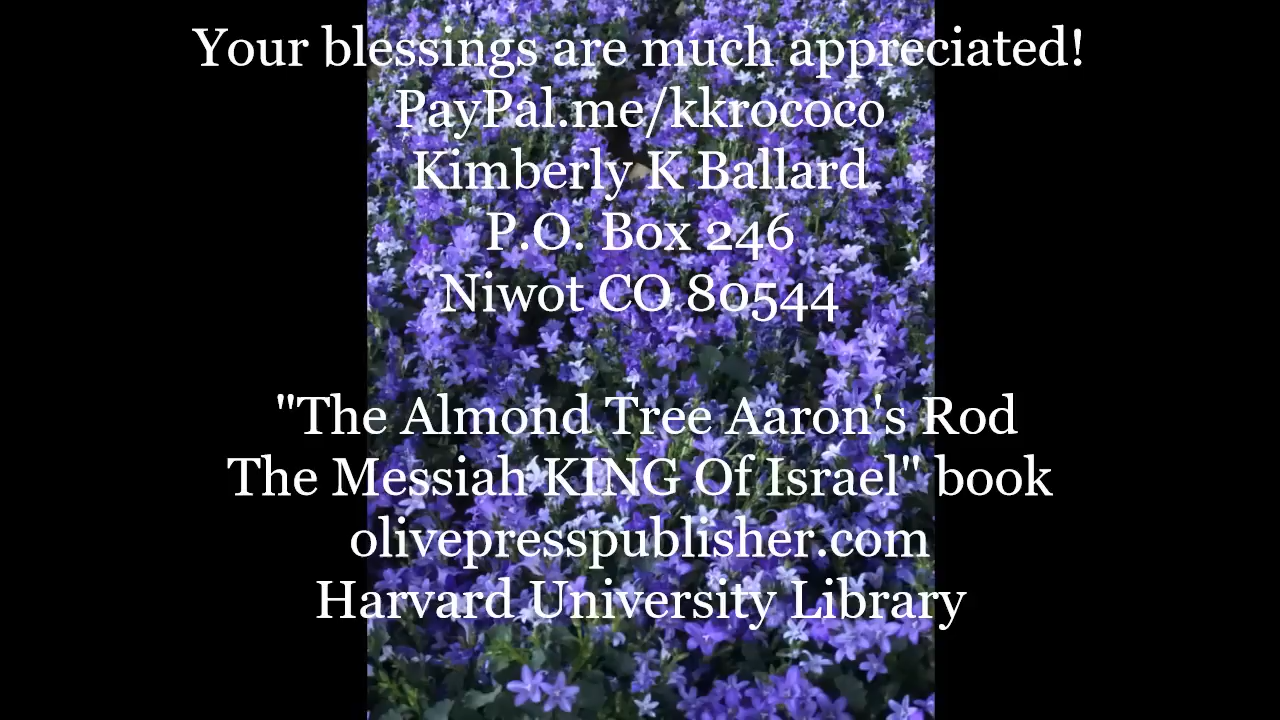 Your blessings are much appreciated!
PayPal.me/kkrococo
Kimberly K Ballard
P.O. Box 246
Niwot CO 80544
"The Almond Tree Aaron's Rod
The Messiah KING Of Israel" book
olivepresspublisher.com
Harvard University Library